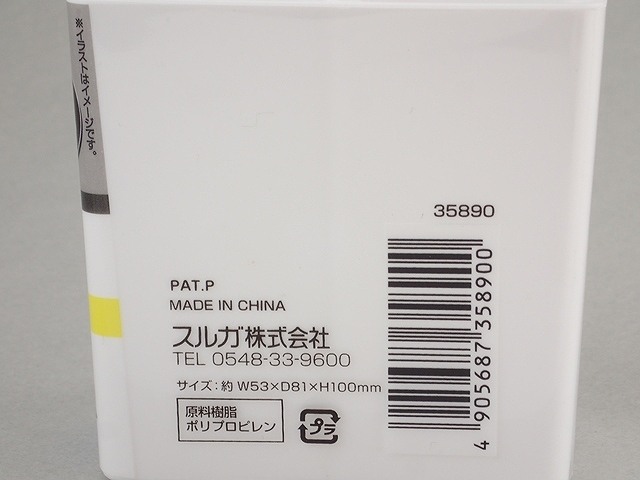 ※イラストはイメージです。
35890
4 905687 358900
PAT.P
MADE IN CHINA
スルガ株式会社
TEL 0548-33-9600
サイズ:約 W53×D81×H100mm
原料樹脂
ポリプロピレン
プラ